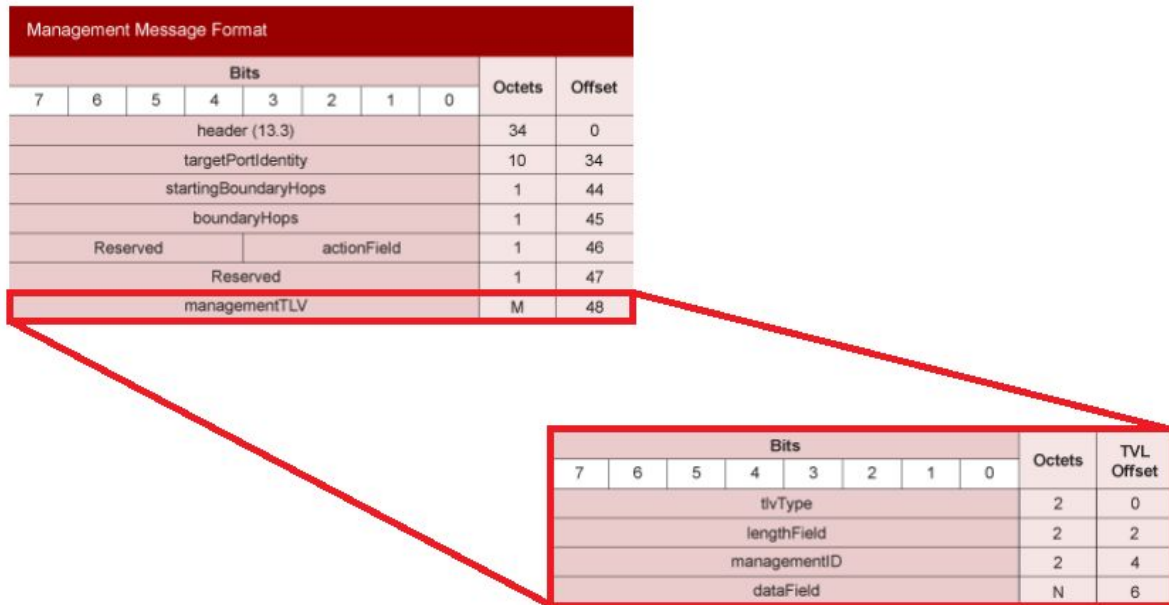 Management Message Format
Bits Octets Offset
7 6 5 4 3 2 1 0
header (13.3) 34 0
targetPortIdentity 10 34
startingBoundaryHops 1 44
boundaryHops 1 45
Reserved actionField 1 46
Reserved 1 47
managementTLV M 48
Bits Octets TVL Offset
7 6 5 4 3 2 1 0
tlvType 2 0
lengthField 2 2
managementID 2 4
dataField N 6